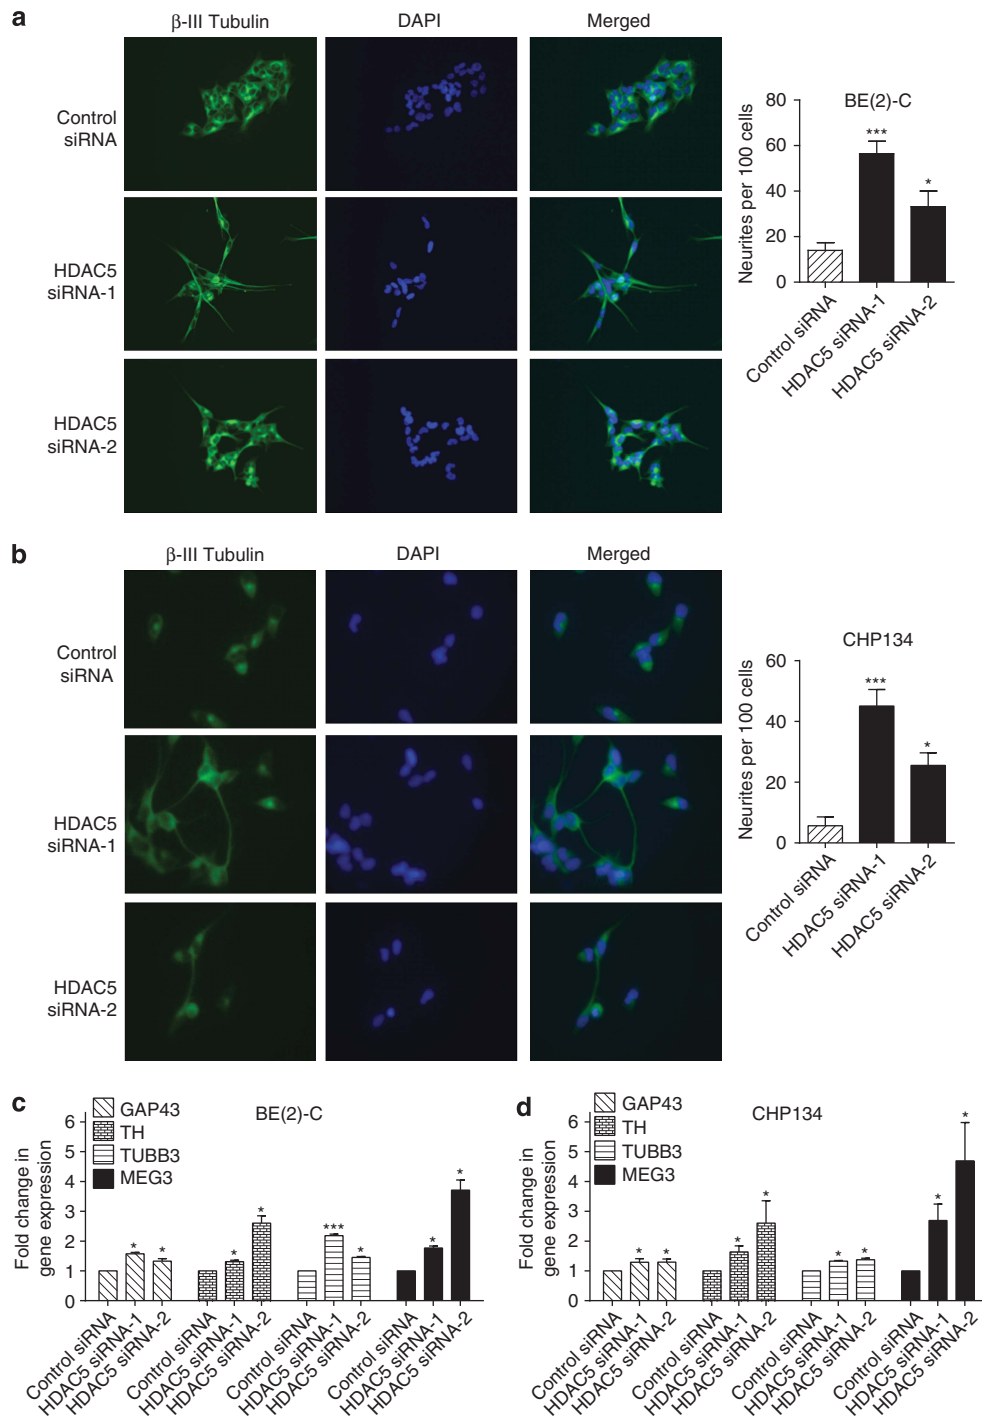 a
β-III Tubulin
DAPI
Merged
Control
siRNA
HDAC5
siRNA-1
HDAC5
siRNA-2
BE(2)-C
Neurites per 100 cells
80
60
40
20
0
***
*
Control siRNA
HDAC5 siRNA-1
HDAC5 siRNA-2
b
β-III Tubulin
DAPI
Merged
Control
siRNA
HDAC5
siRNA-1
HDAC5
siRNA-2
CHP134
Neurites per 100 cells
60
40
20
0
***
*
Control siRNA
HDAC5 siRNA-1
HDAC5 siRNA-2
c
GAP43
TH
TUBB3
MEG3
BE(2)-C
Fold change in
gene expression
6
5
4
3
2
1
0
*
*
*
*
***
*
*
*
Control siRNA
HDAC5 siRNA-1
HDAC5 siRNA-2
Control siRNA
HDAC5 siRNA-1
HDAC5 siRNA-2
Control siRNA
HDAC5 siRNA-1
HDAC5 siRNA-2
Control siRNA
HDAC5 siRNA-1
HDAC5 siRNA-2
d
GAP43
TH
TUBB3
MEG3
CHP134
Fold change in
gene expression
6
5
4
3
2
1
0
*
*
*
*
*
*
*
*
Control siRNA
HDAC5 siRNA-1
HDAC5 siRNA-2
Control siRNA
HDAC5 siRNA-1
HDAC5 siRNA-2
Control siRNA
HDAC5 siRNA-1
HDAC5 siRNA-2
Control siRNA
HDAC5 siRNA-1
HDAC5 siRNA-2